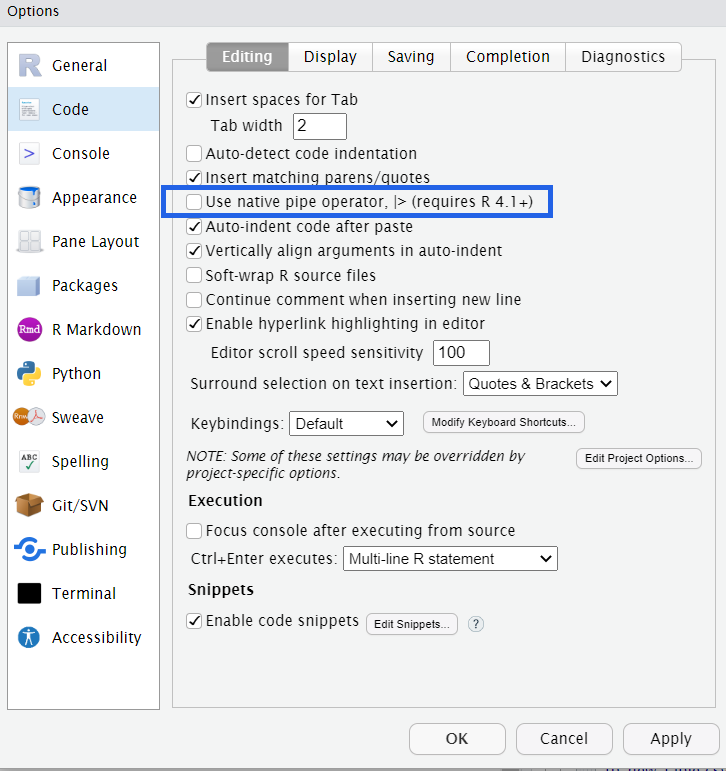 Options
General
Code
Console
Appearance
Pane Layout
Packages
Rmd R Markdown
Python
Rnw Sweave
ABC Spelling
Git/SVN
Publishing
Terminal
Accessibility
Editing Display Saving Completion Diagnostics
Insert spaces for Tab
Tab width 2
Auto-detect code indentation
Insert matching parens/quotes
Use native pipe operator, |> (requires R 4.1+)
Auto-indent code after paste
Vertically align arguments in auto-indent
Soft-wrap R source files
Continue comment when inserting new line
Enable hyperlink highlighting in editor
Editor scroll speed sensitivity 100
Surround selection on text insertion: Quotes & Brackets
Keybindings: Default Modify Keyboard Shortcuts...
NOTE: Some of these settings may be overridden by
project-specific options.
Edit Project Options...
Execution
Focus console after executing from source
Ctrl+Enter executes: Multi-line R statement
Snippets
Enable code snippets Edit Snippets... ?
OK Cancel Apply